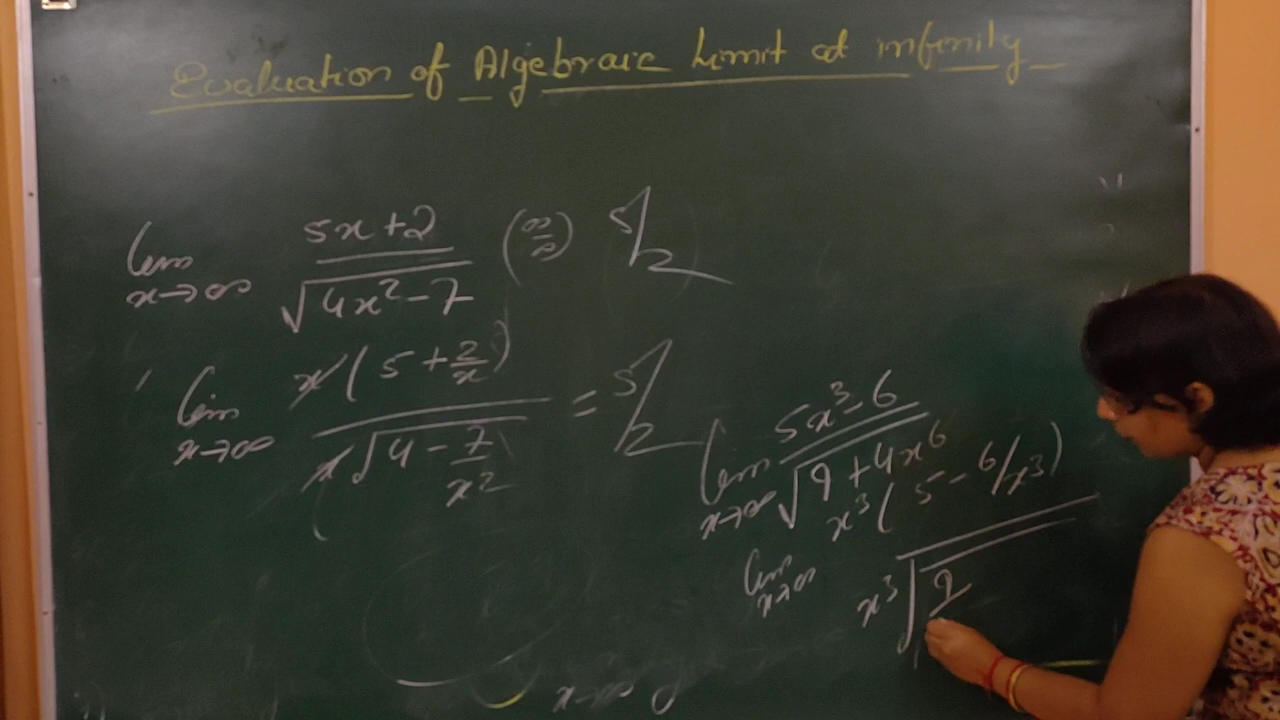 Evaluation of Algebraic Limit at infinity
lim x→∞ 5x+2 / √(4x²-7) (∞/∞) 5/2
lim x→∞ x(5+2/x) / x√(4-7/x²) = 5/2
lim x→∞ 5x³-6 / √(9+4x⁶)
lim x→∞ x³(5-6/x³) / x³√9
x→∞